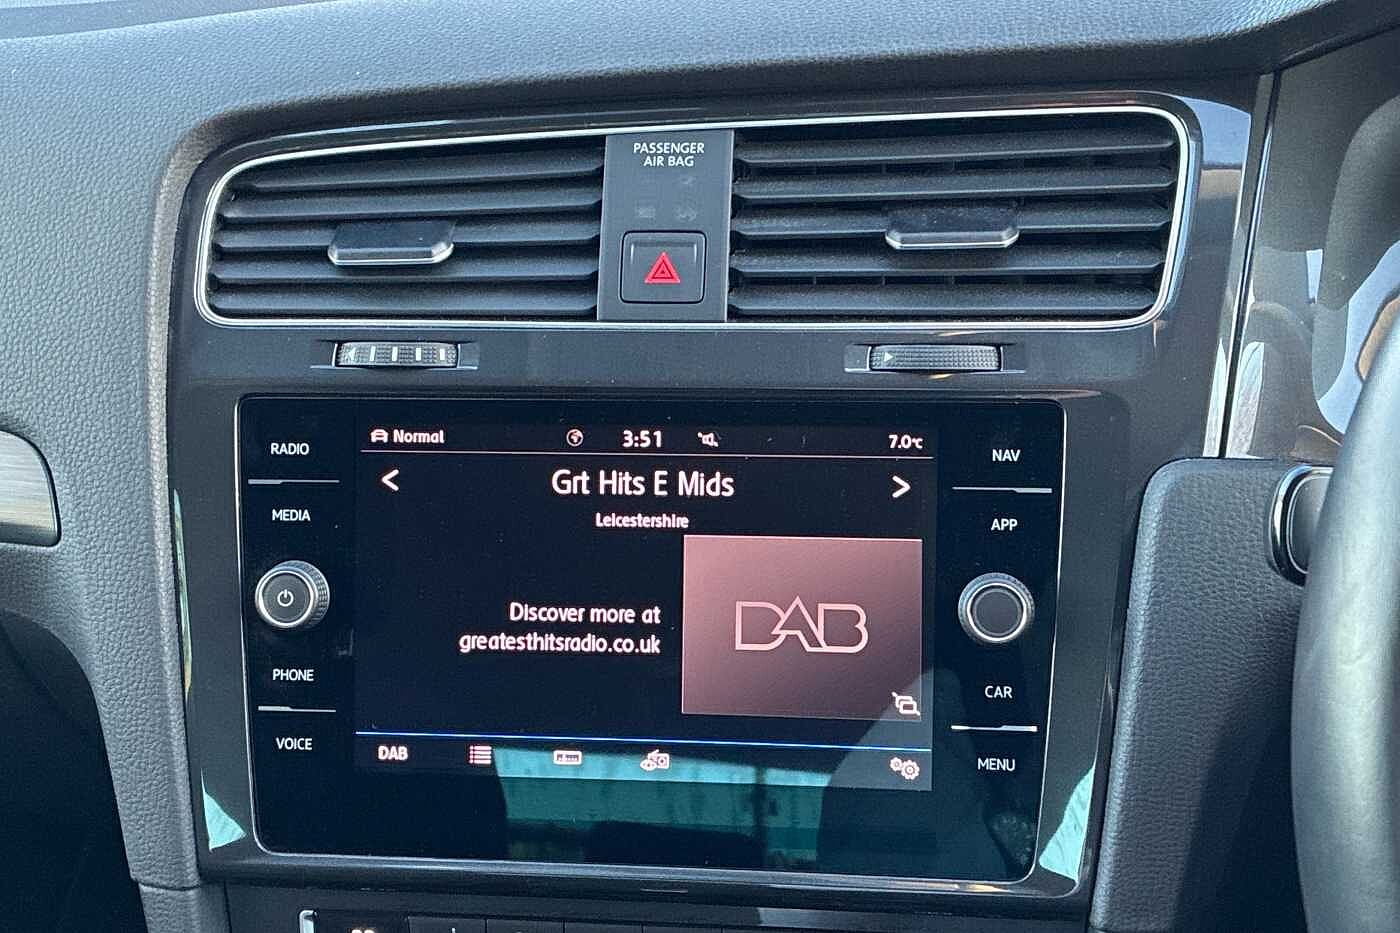 PASSENGER
AIR BAG
RADIO
MEDIA
PHONE
VOICE
Normal
3:51
7.0°C
< Grt Hits E Mids >
Leicestershire
Discover more at
greatesthitsradio.co.uk
DAB
DAB
NAV
APP
CAR
MENU